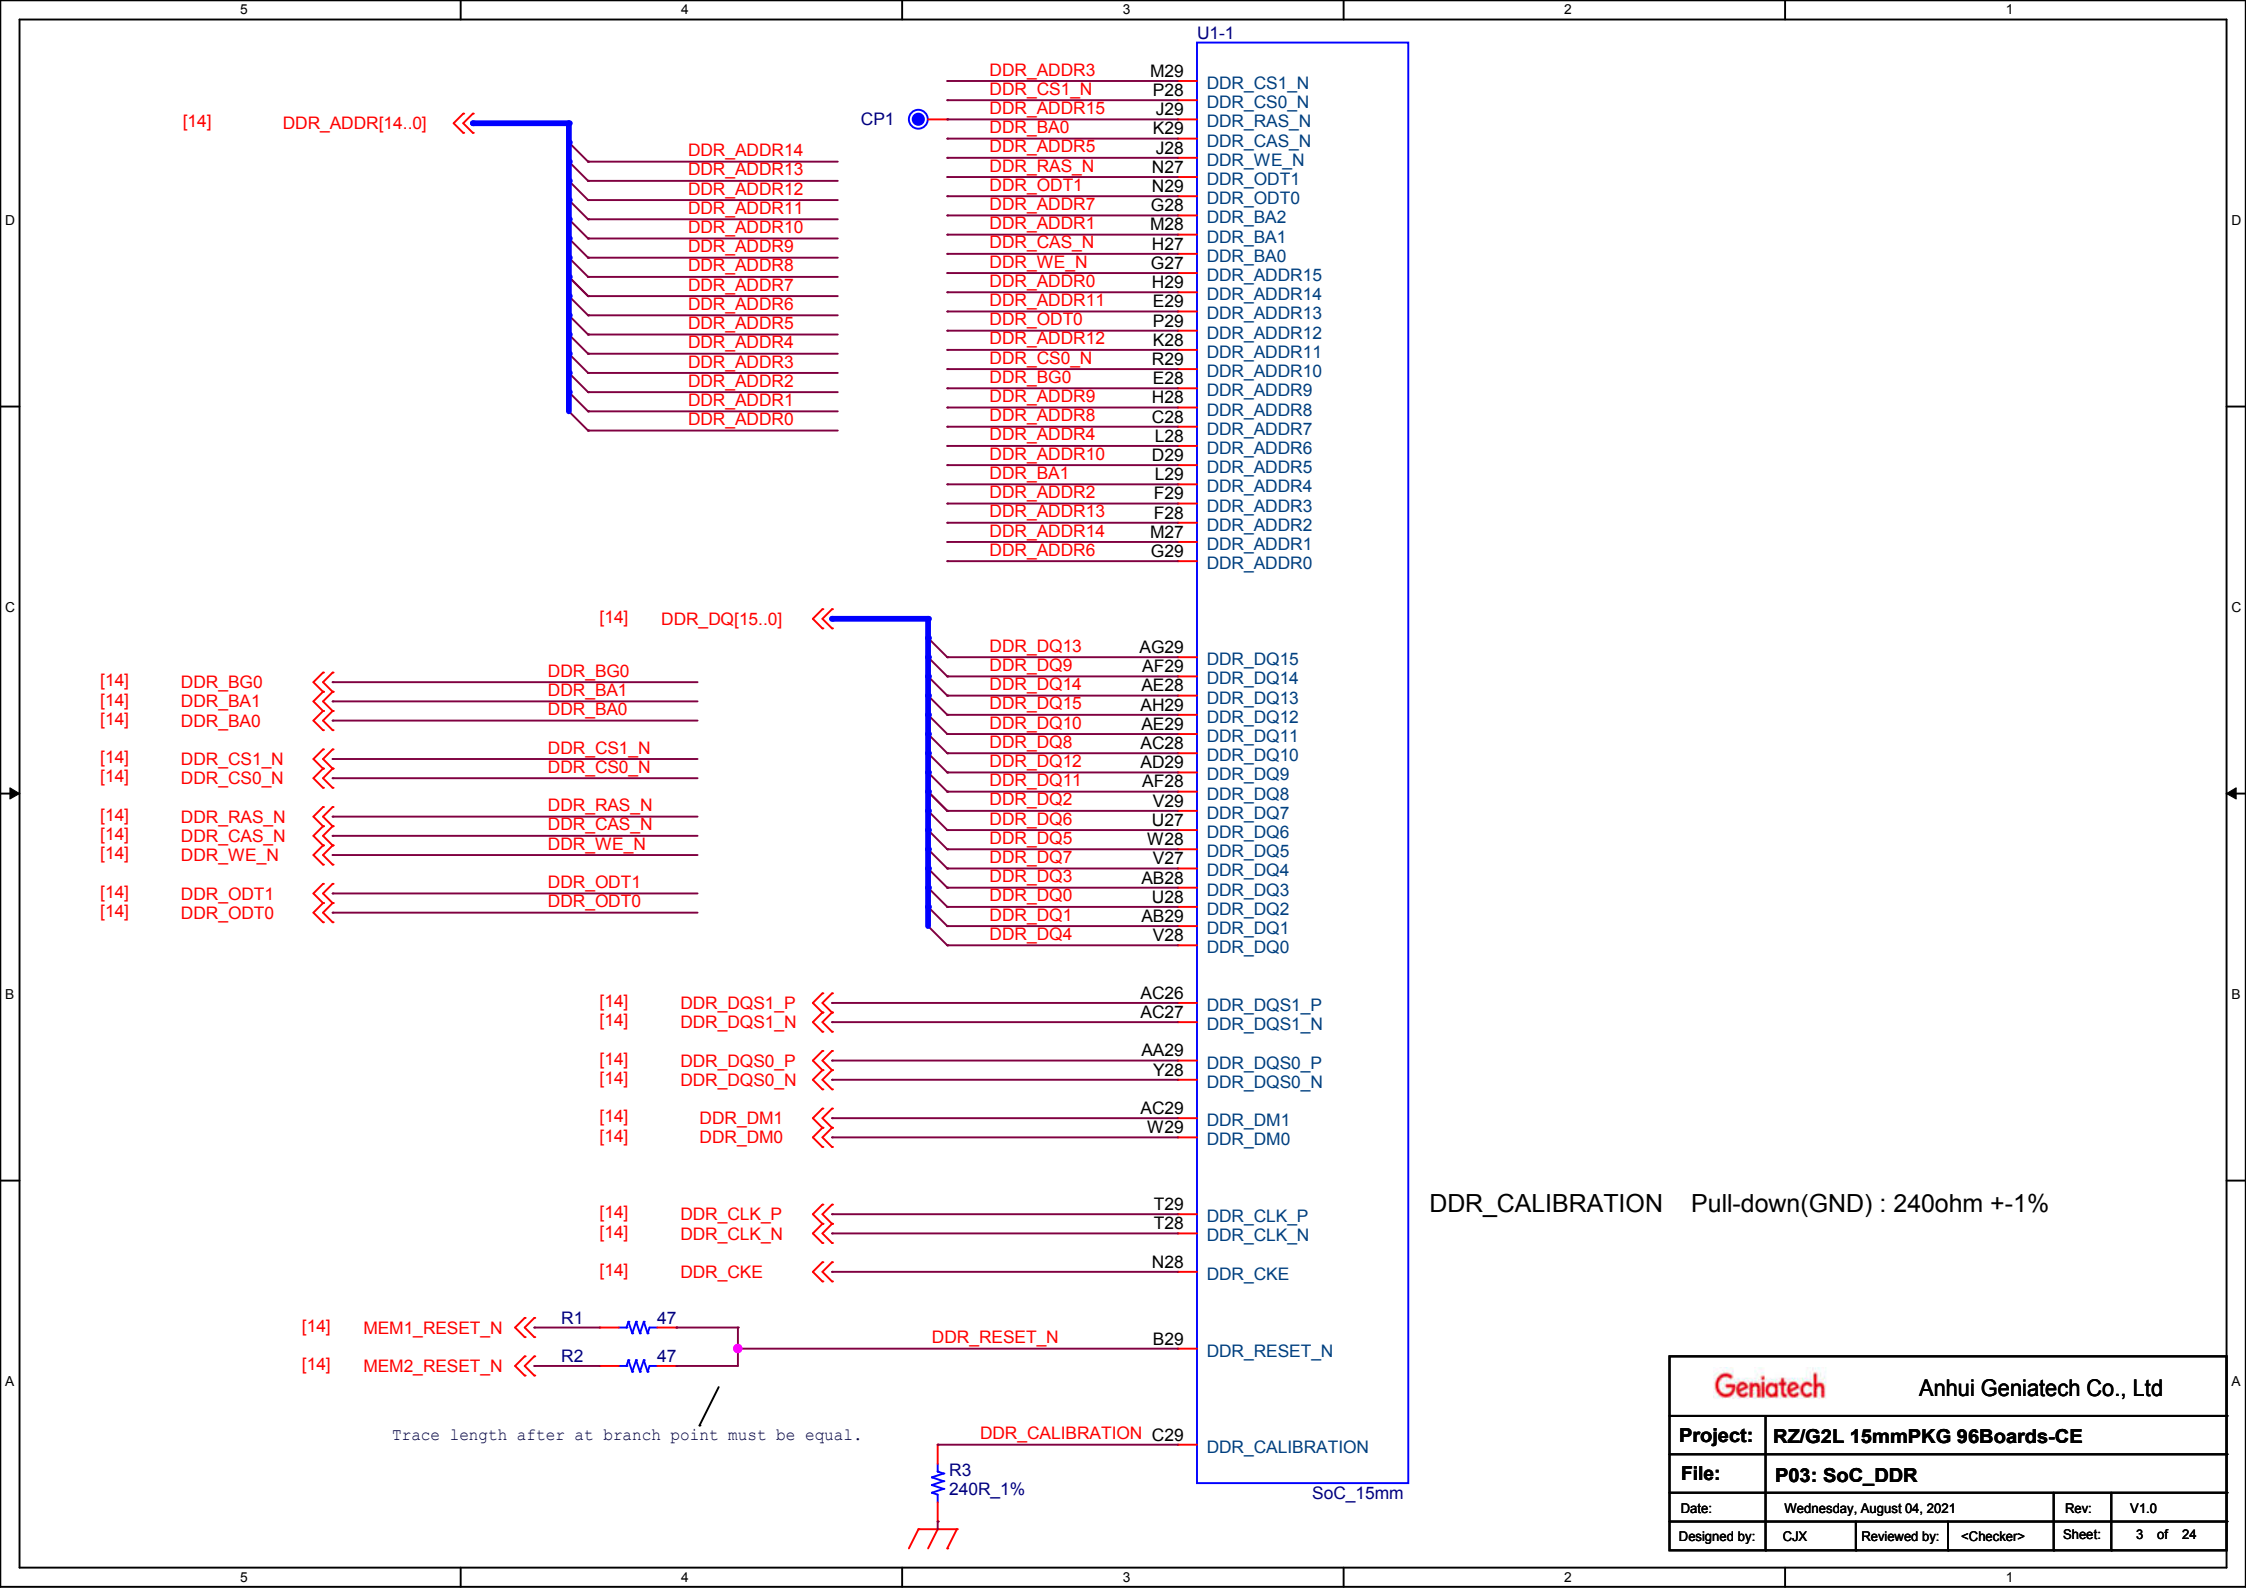 5 4 3 2 1
U1-1
DDR_ADDR3 M29 DDR_CS1_N
DDR_CS1_N P28 DDR_CS0_N
CP1 DDR_ADDR15 J29 DDR_RAS_N
DDR_BA0 K29 DDR_CAS_N
DDR_ADDR5 J28 DDR_WE_N
DDR_RAS_N N27 DDR_ODT1
DDR_ODT1 N29 DDR_ODT0
DDR_ADDR7 G28 DDR_BA2
DDR_ADDR1 M28 DDR_BA1
DDR_CAS_N H27 DDR_BA0
DDR_WE_N G27 DDR_ADDR15
DDR_ADDR0 H29 DDR_ADDR14
DDR_ADDR11 E29 DDR_ADDR13
DDR_ODT0 P29 DDR_ADDR12
DDR_ADDR12 K28 DDR_ADDR11
DDR_CS0_N R29 DDR_ADDR10
DDR_BG0 E28 DDR_ADDR9
DDR_ADDR9 H28 DDR_ADDR8
DDR_ADDR8 C28 DDR_ADDR7
DDR_ADDR4 L28 DDR_ADDR6
DDR_ADDR10 D29 DDR_ADDR5
DDR_BA1 L29 DDR_ADDR4
DDR_ADDR2 F29 DDR_ADDR3
DDR_ADDR13 F28 DDR_ADDR2
DDR_ADDR14 M27 DDR_ADDR1
DDR_ADDR6 G29 DDR_ADDR0
[14] DDR_ADDR[14..0]
DDR_ADDR14
DDR_ADDR13
DDR_ADDR12
DDR_ADDR11
DDR_ADDR10
DDR_ADDR9
DDR_ADDR8
DDR_ADDR7
DDR_ADDR6
DDR_ADDR5
DDR_ADDR4
DDR_ADDR3
DDR_ADDR2
DDR_ADDR1
DDR_ADDR0
D D
C C
[14] DDR_DQ[15..0]
DDR_DQ13 AG29 DDR_DQ15
DDR_DQ9 AF29 DDR_DQ14
DDR_DQ14 AE28 DDR_DQ13
DDR_DQ15 AH29 DDR_DQ12
DDR_DQ10 AE29 DDR_DQ11
DDR_DQ8 AC28 DDR_DQ10
DDR_DQ12 AD29 DDR_DQ9
DDR_DQ11 AF28 DDR_DQ8
DDR_DQ2 V29 DDR_DQ7
DDR_DQ6 U27 DDR_DQ6
DDR_DQ5 W28 DDR_DQ5
DDR_DQ7 V27 DDR_DQ4
DDR_DQ3 AB28 DDR_DQ3
DDR_DQ0 U28 DDR_DQ2
DDR_DQ1 AB29 DDR_DQ1
DDR_DQ4 V28 DDR_DQ0
[14] DDR_BG0 DDR_BG0
[14] DDR_BA1 DDR_BA1
[14] DDR_BA0 DDR_BA0
[14] DDR_CS1_N DDR_CS1_N
[14] DDR_CS0_N DDR_CS0_N
[14] DDR_RAS_N DDR_RAS_N
[14] DDR_CAS_N DDR_CAS_N
[14] DDR_WE_N DDR_WE_N
[14] DDR_ODT1 DDR_ODT1
[14] DDR_ODT0 DDR_ODT0
B B
[14] DDR_DQS1_P AC26 DDR_DQS1_P
[14] DDR_DQS1_N AC27 DDR_DQS1_N
[14] DDR_DQS0_P AA29 DDR_DQS0_P
[14] DDR_DQS0_N Y28 DDR_DQS0_N
[14] DDR_DM1 AC29 DDR_DM1
[14] DDR_DM0 W29 DDR_DM0
DDR_CALIBRATION Pull-down(GND) : 240ohm +-1%
[14] DDR_CLK_P T29 DDR_CLK_P
[14] DDR_CLK_N T28 DDR_CLK_N
[14] DDR_CKE N28 DDR_CKE
[14] MEM1_RESET_N R1 47
DDR_RESET_N B29 DDR_RESET_N
[14] MEM2_RESET_N R2 47
A A
Trace length after at branch point must be equal.
DDR_CALIBRATION C29 DDR_CALIBRATION
R3
240R_1%
SoC_15mm
Geniatech Anhui Geniatech Co., Ltd
Project: RZ/G2L 15mmPKG 96Boards-CE
File: P03: SoC_DDR
Date: Wednesday, August 04, 2021 Rev: V1.0
Designed by: CJX Reviewed by: <Checker> Sheet: 3 of 24
5 4 3 2 1